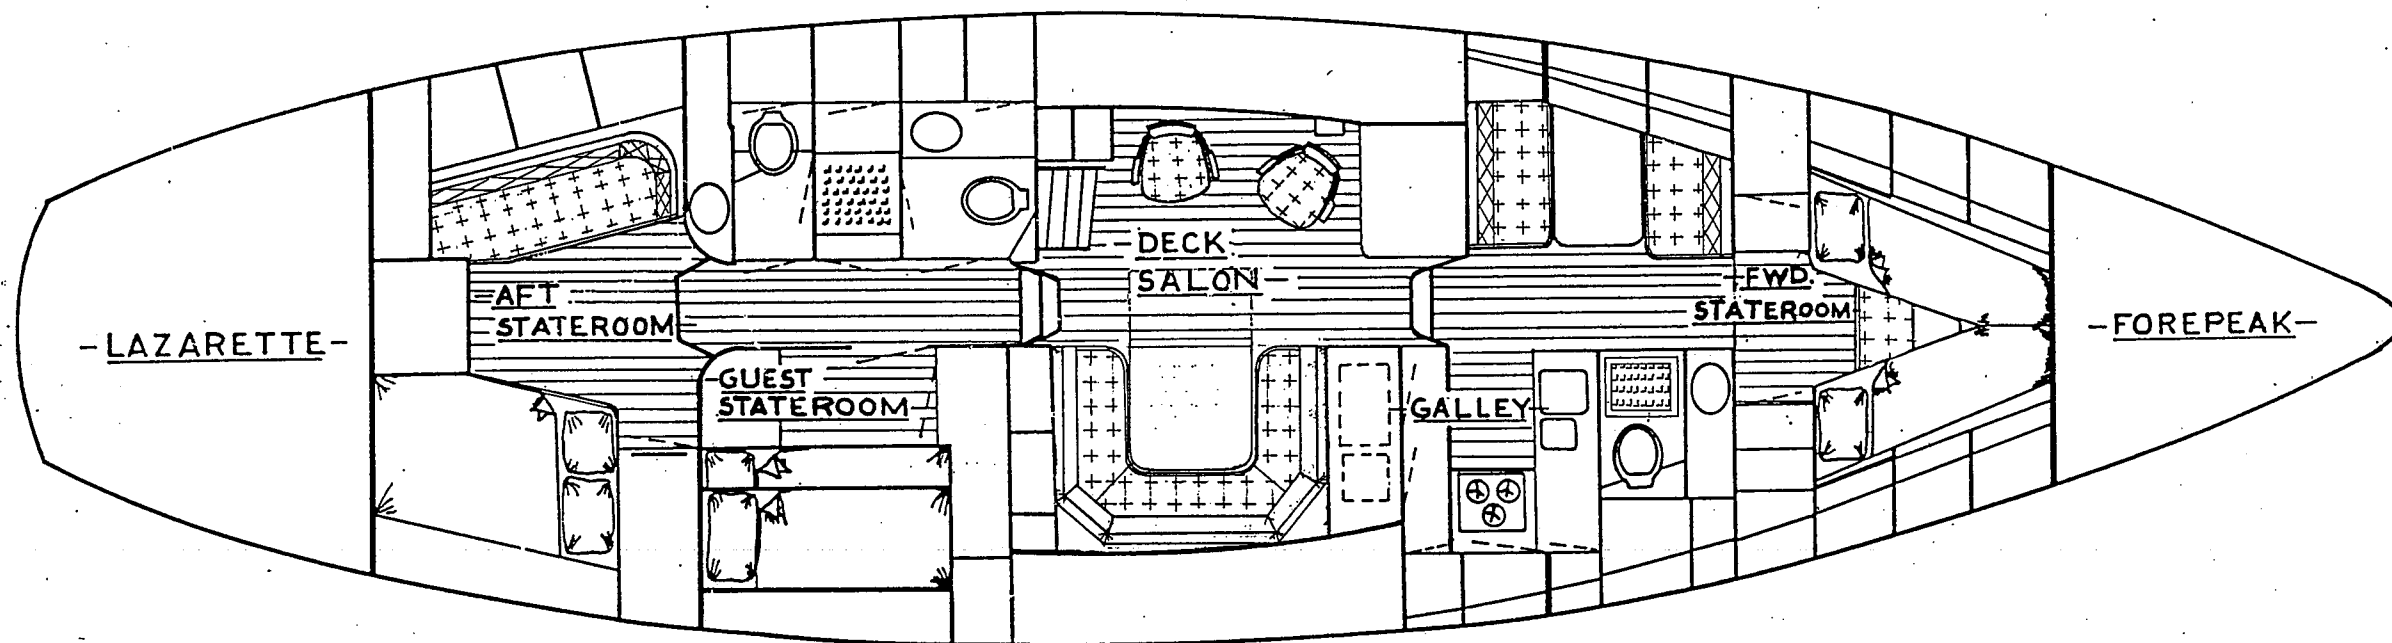 -LAZARETTE-
-AFT
STATEROOM
-GUEST
STATEROOM-
-DECK
SALON-
-GALLEY-
-FWD.
STATEROOM-
-FOREPEAK-